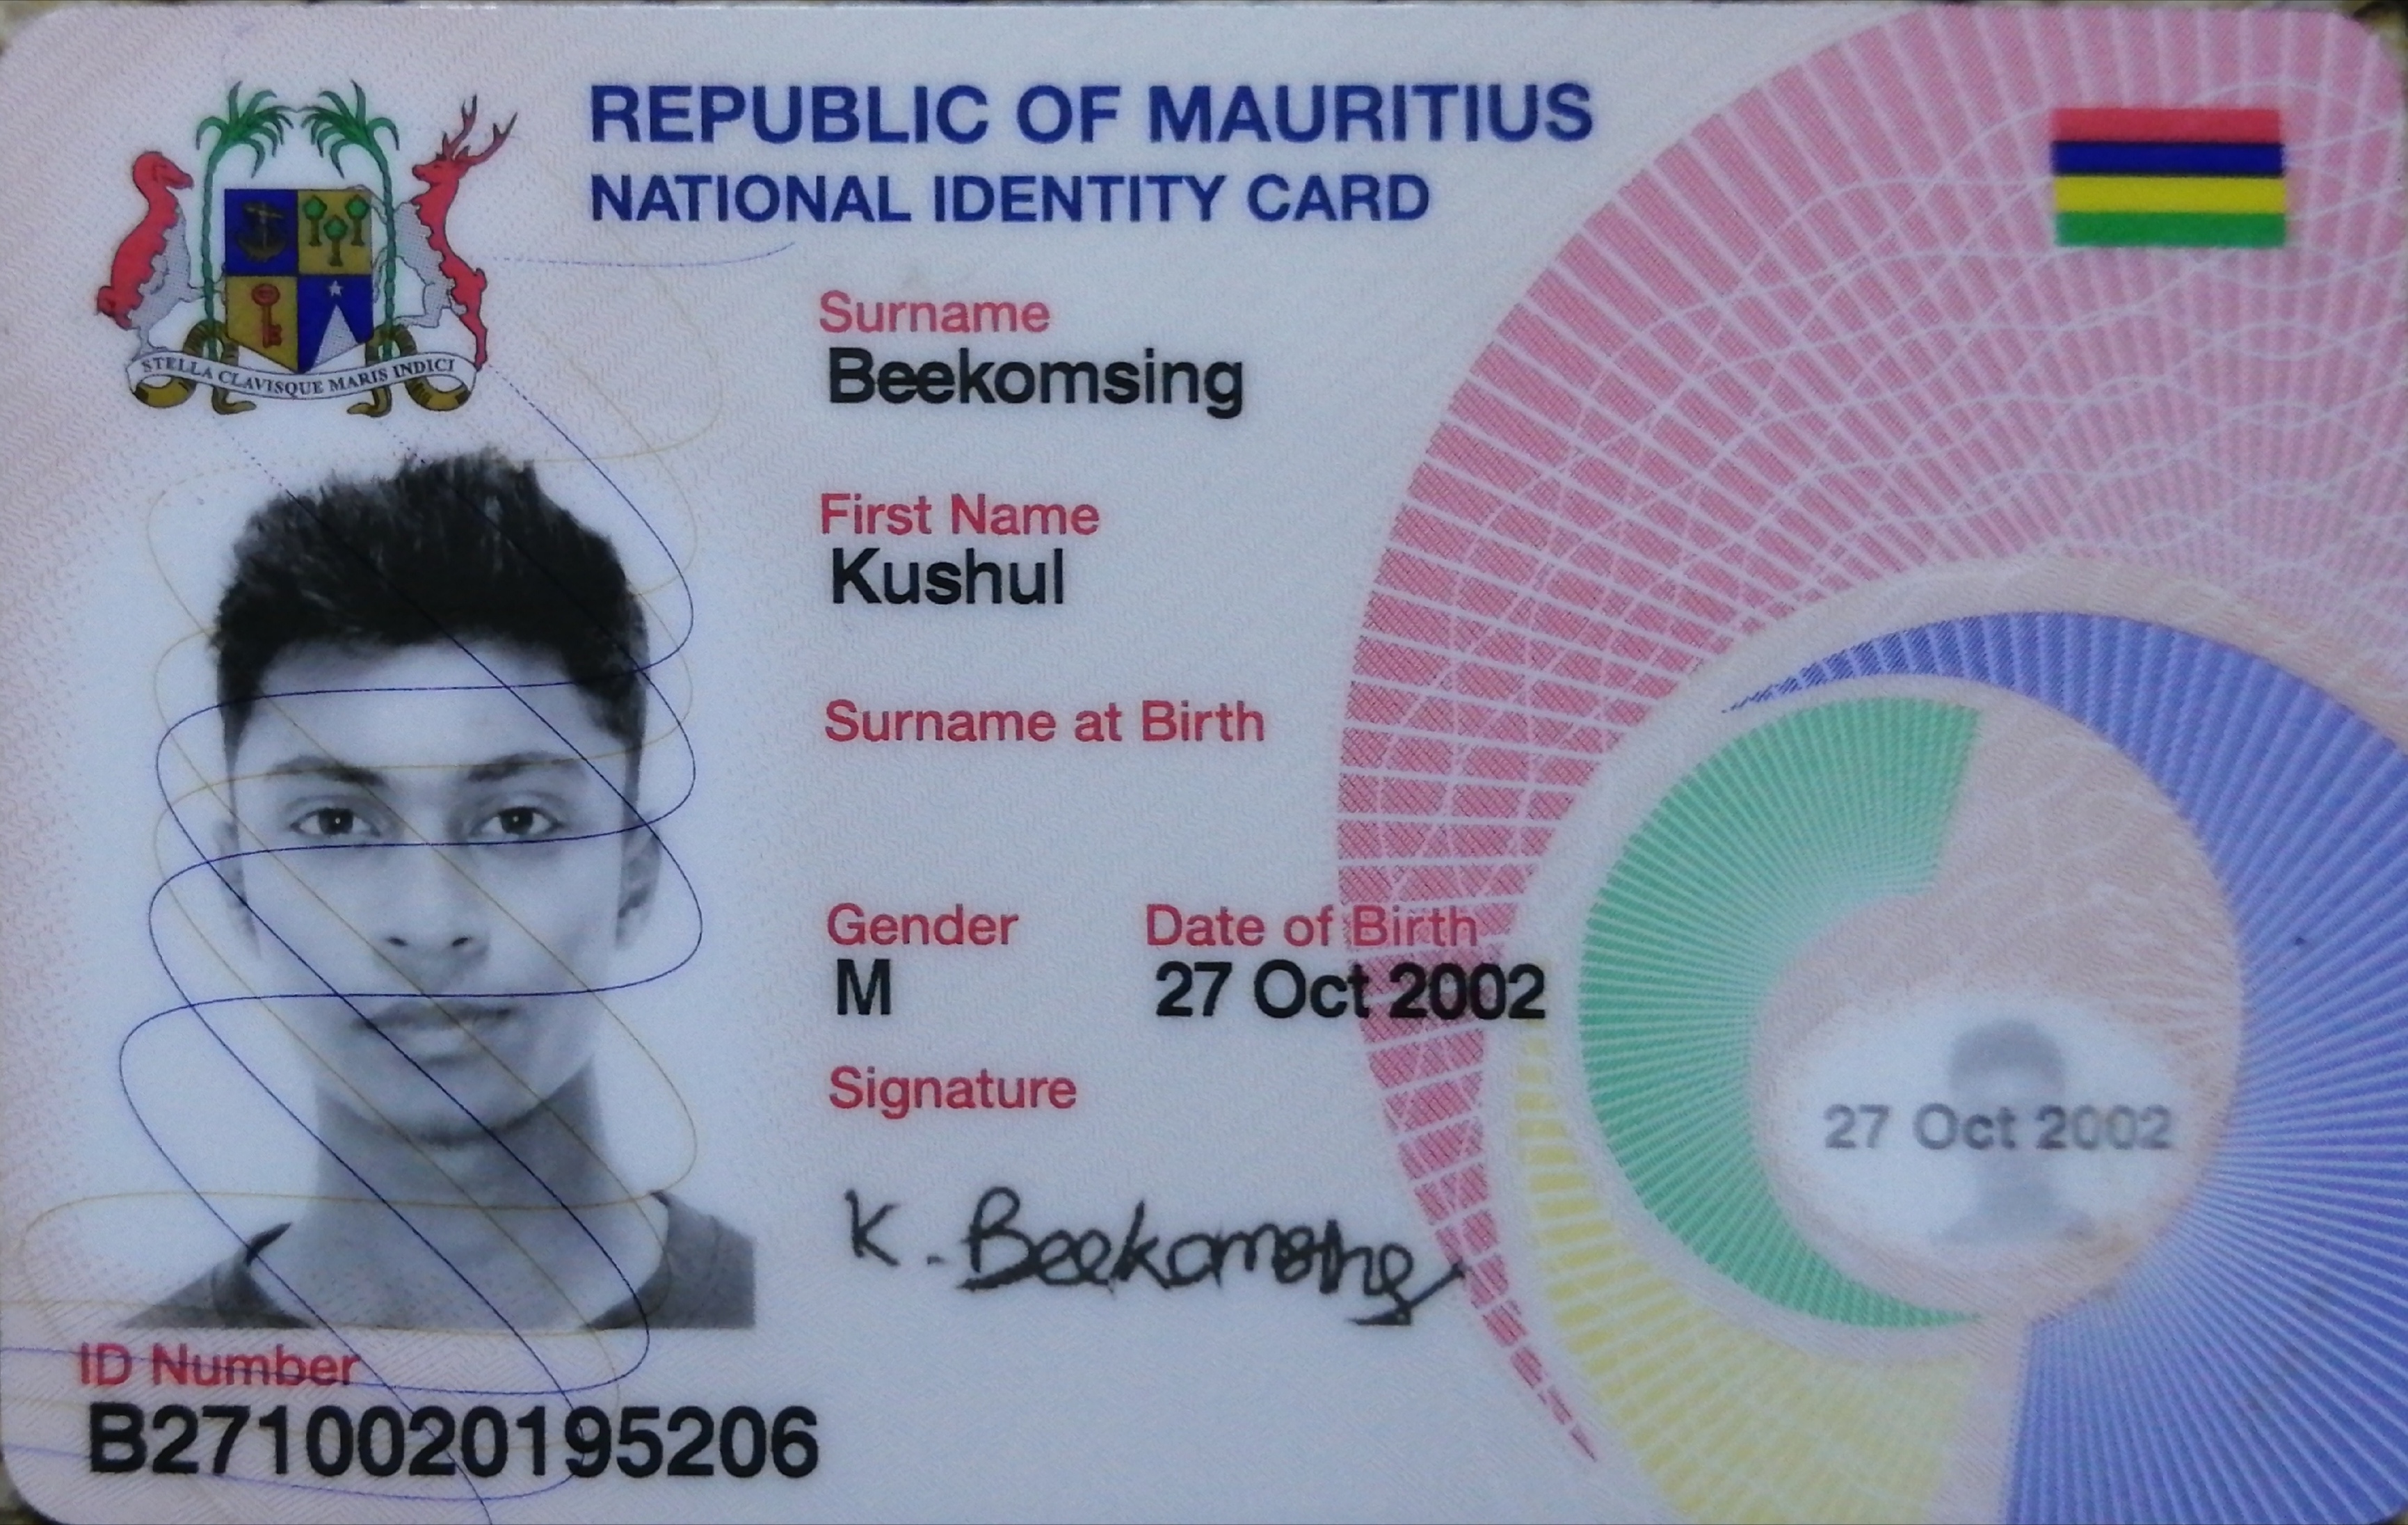 REPUBLIC OF MAURITIUS
NATIONAL IDENTITY CARD
STELLA CLAVISQUE MARIS INDICI
Surname
Beekomsing
First Name
Kushul
Surname at Birth
Gender Date of Birth
M 27 Oct 2002
Signature
K. Beekomsing
27 Oct 2002
ID Number
B2710020195206